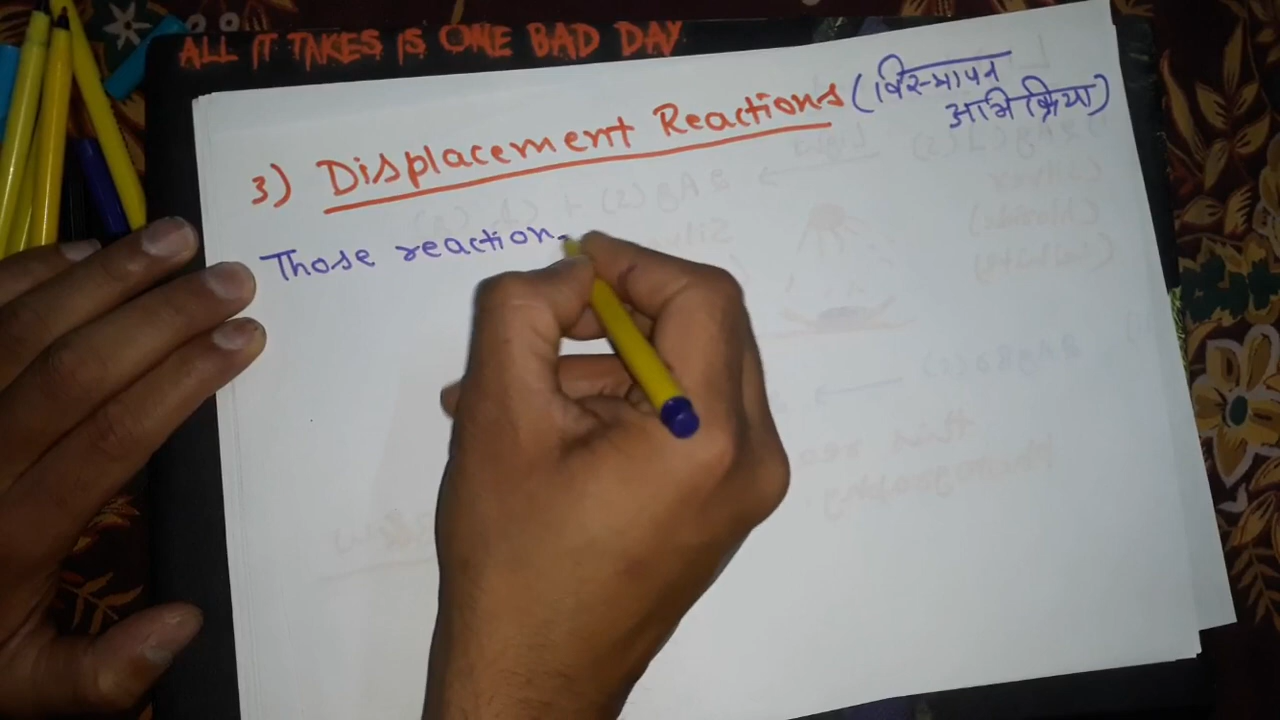 ALL IT TAKES IS ONE BAD DAY
3) Displacement Reactions (विस्थापन
अभिक्रिया)
Those reaction